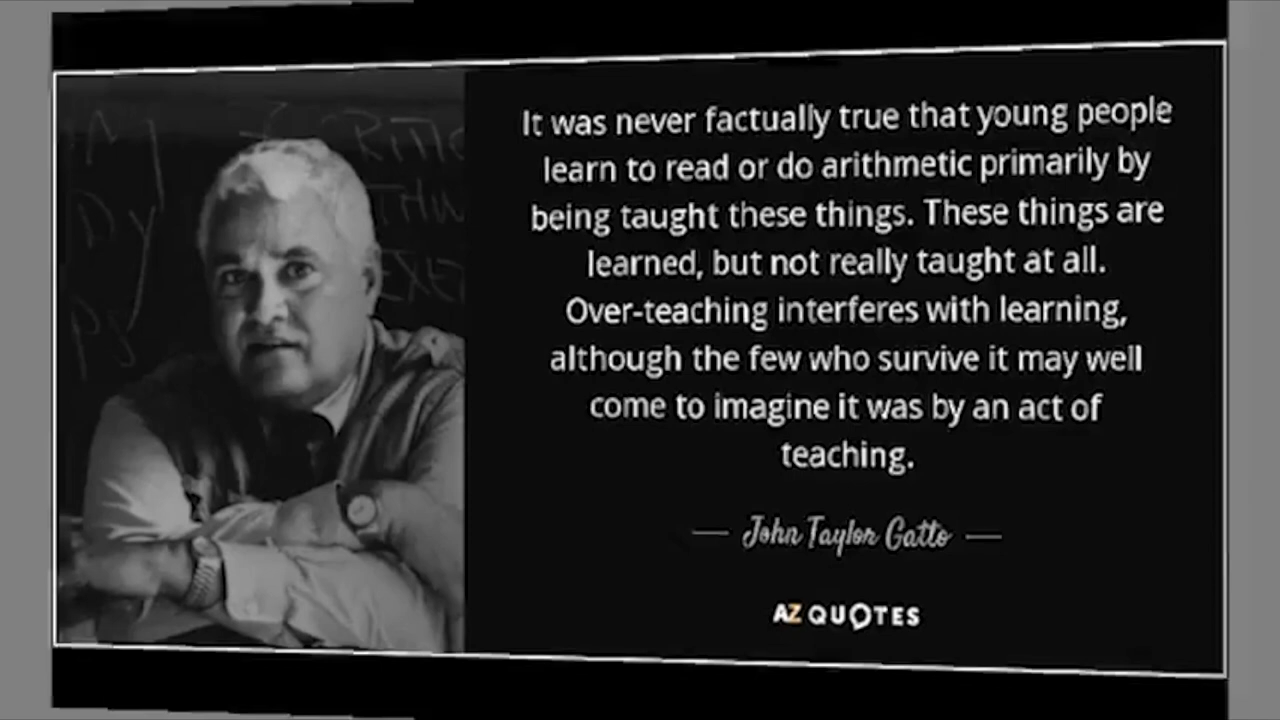 It was never factually true that young people
learn to read or do arithmetic primarily by
being taught these things. These things are
learned, but not really taught at all.
Over-teaching interferes with learning,
although the few who survive it may well
come to imagine it was by an act of
teaching.
— John Taylor Gatto —
AZ QUOTES